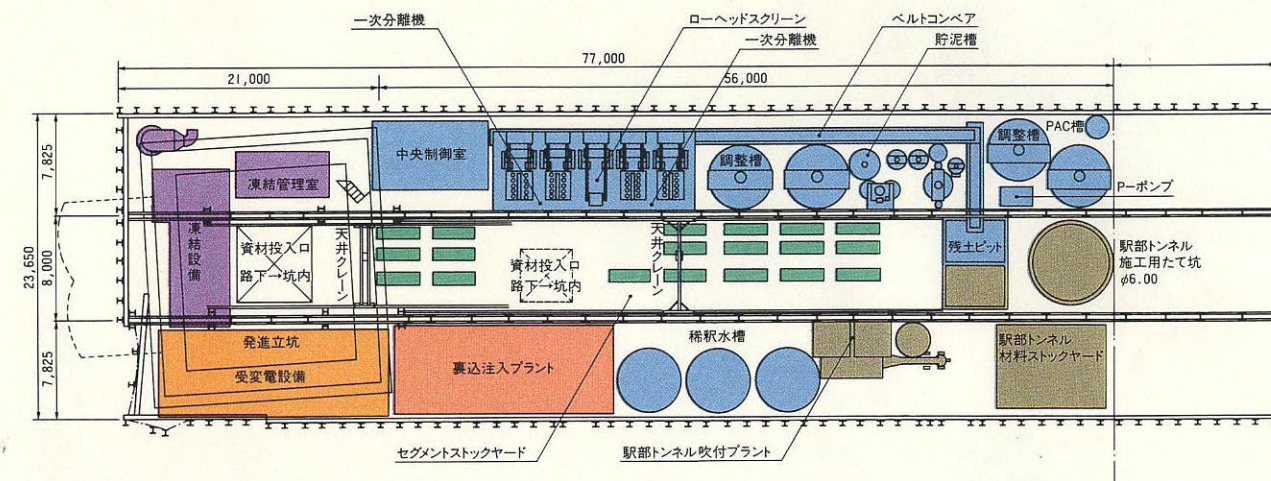 一次分離機
ローヘッドスクリーン
一次分離機
ベルトコンベア
貯泥槽
77,000
21,000
56,000
23,650
7,825
8,000
7,825
中央制御室
凍結管理室
凍結設備
調整槽
調整槽
PAC槽
P-ポンプ
資材投入口
路下→坑内
天井クレーン
資材投入口
路下→坑内
天井クレーン
残土ピット
駅部トンネル
施工用たて坑
φ6.00
発進立坑
受変電設備
裏込注入プラント
稀釈水槽
駅部トンネル
材料ストックヤード
セグメントストックヤード
駅部トンネル吹付プラント